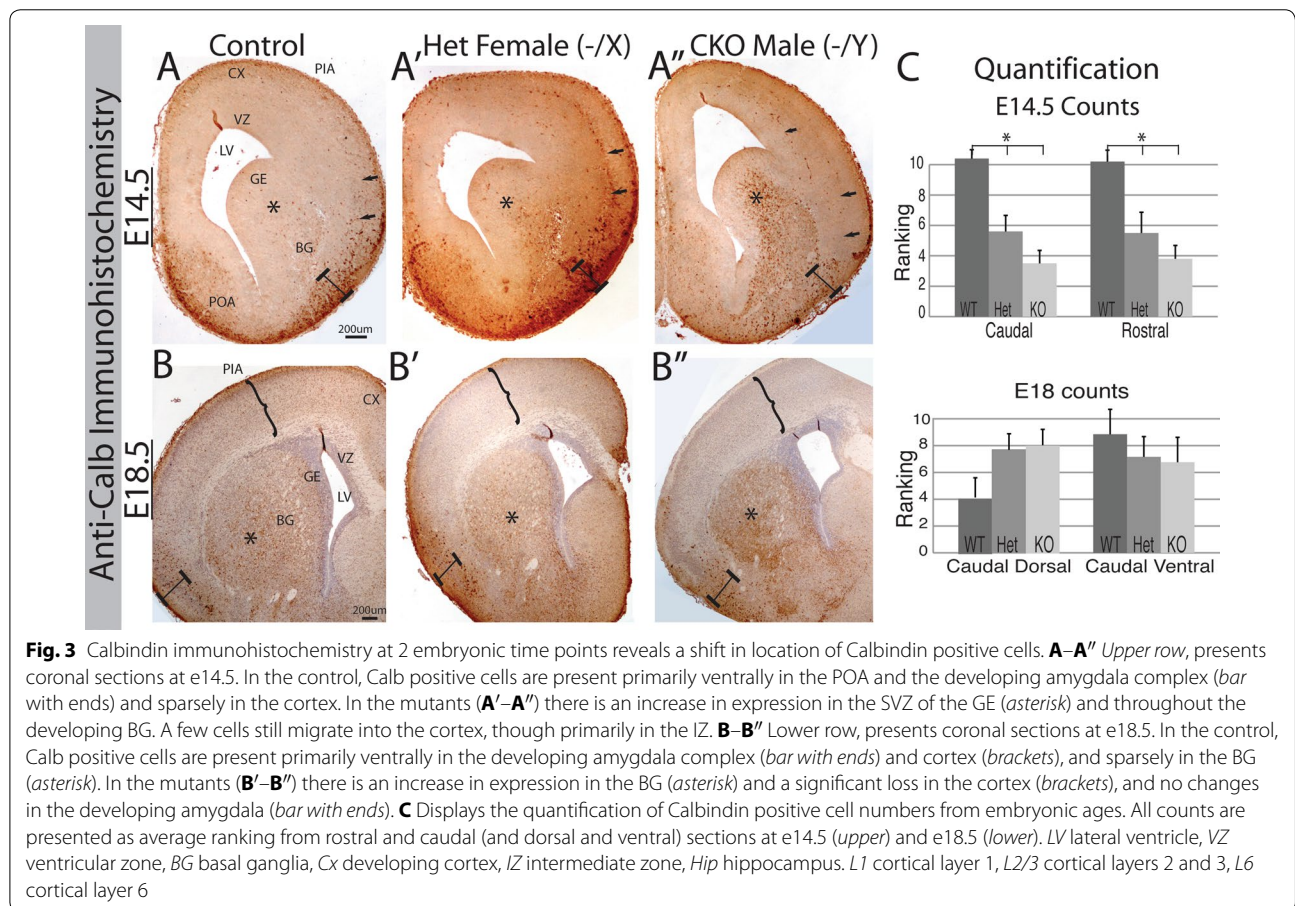 Anti-Calb Immunohistochemistry
E14.5
E18.5
Control
Het Female (-/X)
CKO Male (-/Y)
A
CX
PIA
VZ
LV
GE
*
BG
POA
200um
A'
*
A''
*
B
PIA
CX
VZ
GE
LV
BG
*
200um
B'
*
B''
*
C
Quantification
E14.5 Counts
* *
Ranking
10
8
6
4
2
0
WT Het KO WT Het KO
Caudal Rostral
E18 counts
Ranking
10
8
6
4
2
0
WT Het KO WT Het KO
Caudal Dorsal Caudal Ventral
Fig. 3 Calbindin immunohistochemistry at 2 embryonic time points reveals a shift in location of Calbindin positive cells. A–A'' Upper row, presents
coronal sections at e14.5. In the control, Calb positive cells are present primarily ventrally in the POA and the developing amygdala complex (bar
with ends) and sparsely in the cortex. In the mutants (A'–A'') there is an increase in expression in the SVZ of the GE (asterisk) and throughout the
developing BG. A few cells still migrate into the cortex, though primarily in the IZ. B–B'' Lower row, presents coronal sections at e18.5. In the control,
Calb positive cells are present primarily ventrally in the developing amygdala complex (bar with ends) and cortex (brackets), and sparsely in the BG
(asterisk). In the mutants (B'–B'') there is an increase in expression in the BG (asterisk) and a significant loss in the cortex (brackets), and no changes
in the developing amygdala (bar with ends). C Displays the quantification of Calbindin positive cell numbers from embryonic ages. All counts are
presented as average ranking from rostral and caudal (and dorsal and ventral) sections at e14.5 (upper) and e18.5 (lower). LV lateral ventricle, VZ
ventricular zone, BG basal ganglia, Cx developing cortex, IZ intermediate zone, Hip hippocampus. L1 cortical layer 1, L2/3 cortical layers 2 and 3, L6
cortical layer 6